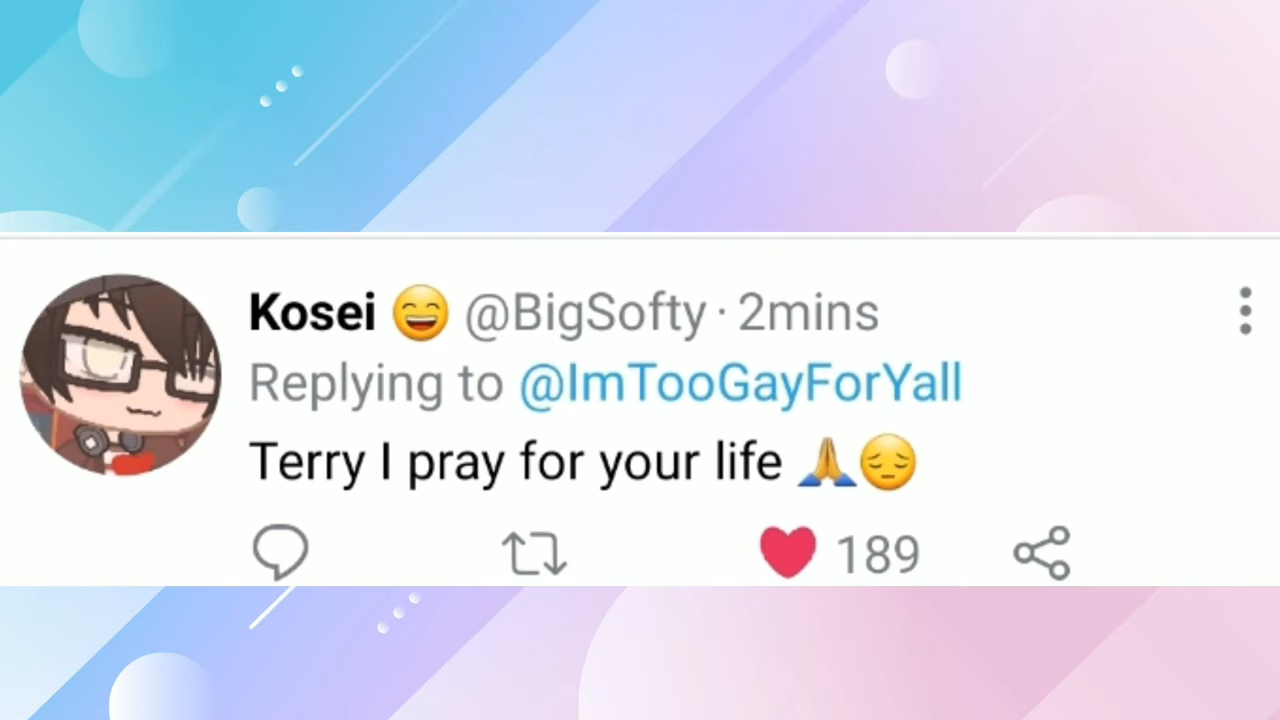 Kosei 😄 @BigSofty · 2mins
Replying to @ImTooGayForYall
Terry I pray for your life 🙏😔
189